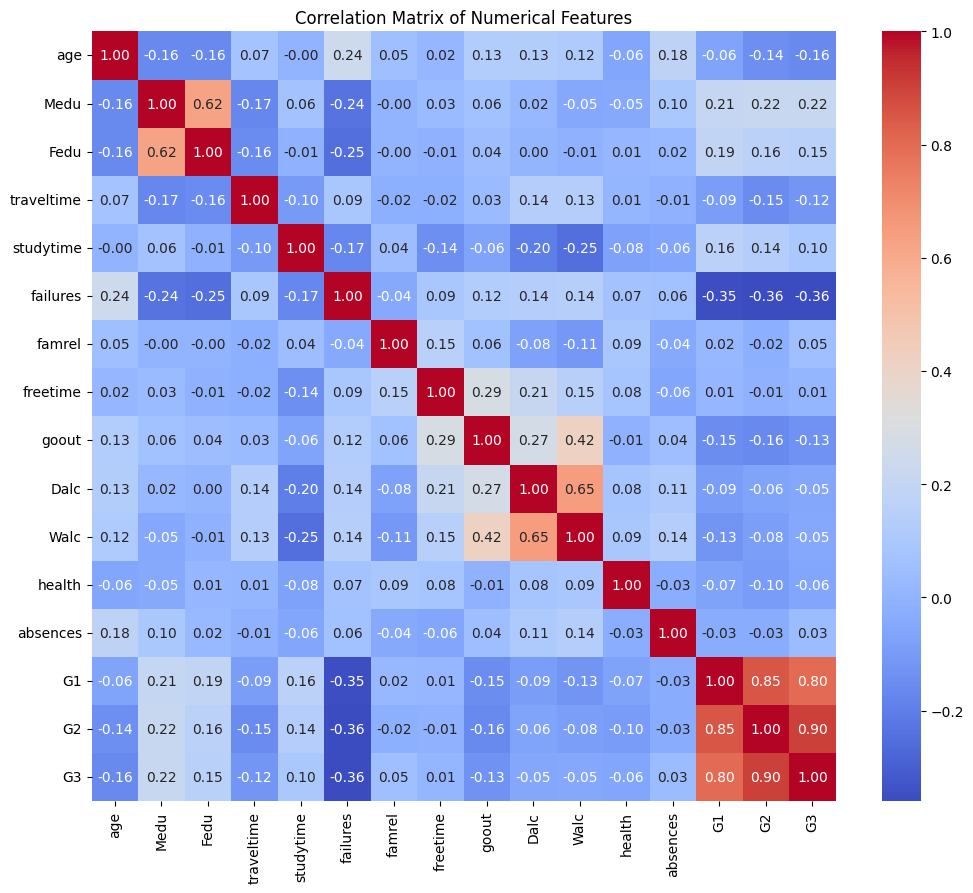 Correlation Matrix of Numerical Features
age 1.00 -0.16 -0.16 0.07 -0.00 0.24 0.05 0.02 0.13 0.13 0.12 -0.06 0.18 -0.06 -0.14 -0.16
Medu -0.16 1.00 0.62 -0.17 0.06 -0.24 -0.00 0.03 0.06 0.02 -0.05 -0.05 0.10 0.21 0.22 0.22
Fedu -0.16 0.62 1.00 -0.16 -0.01 -0.25 -0.00 -0.01 0.04 0.00 -0.01 0.01 0.02 0.19 0.16 0.15
traveltime 0.07 -0.17 -0.16 1.00 -0.10 0.09 -0.02 -0.02 0.03 0.14 0.13 0.01 -0.01 -0.09 -0.15 -0.12
studytime -0.00 0.06 -0.01 -0.10 1.00 -0.17 0.04 -0.14 -0.06 -0.20 -0.25 -0.08 -0.06 0.16 0.14 0.10
failures 0.24 -0.24 -0.25 0.09 -0.17 1.00 -0.04 0.09 0.12 0.14 0.14 0.07 0.06 -0.35 -0.36 -0.36
famrel 0.05 -0.00 -0.00 -0.02 0.04 -0.04 1.00 0.15 0.06 -0.08 -0.11 0.09 -0.04 0.02 -0.02 0.05
freetime 0.02 0.03 -0.01 -0.02 -0.14 0.09 0.15 1.00 0.29 0.21 0.15 0.08 -0.06 0.01 -0.01 0.01
goout 0.13 0.06 0.04 0.03 -0.06 0.12 0.06 0.29 1.00 0.27 0.42 -0.01 0.04 -0.15 -0.16 -0.13
Dalc 0.13 0.02 0.00 0.14 -0.20 0.14 -0.08 0.21 0.27 1.00 0.65 0.08 0.11 -0.09 -0.06 -0.05
Walc 0.12 -0.05 -0.01 0.13 -0.25 0.14 -0.11 0.15 0.42 0.65 1.00 0.09 0.14 -0.13 -0.08 -0.05
health -0.06 -0.05 0.01 0.01 -0.08 0.07 0.09 0.08 -0.01 0.08 0.09 1.00 -0.03 -0.07 -0.10 -0.06
absences 0.18 0.10 0.02 -0.01 -0.06 0.06 -0.04 -0.06 0.04 0.11 0.14 -0.03 1.00 -0.03 -0.03 0.03
G1 -0.06 0.21 0.19 -0.09 0.16 -0.35 0.02 0.01 -0.15 -0.09 -0.13 -0.07 -0.03 1.00 0.85 0.80
G2 -0.14 0.22 0.16 -0.15 0.14 -0.36 -0.02 -0.01 -0.16 -0.06 -0.08 -0.10 -0.03 0.85 1.00 0.90
G3 -0.16 0.22 0.15 -0.12 0.10 -0.36 0.05 0.01 -0.13 -0.05 -0.05 -0.06 0.03 0.80 0.90 1.00
age Medu Fedu traveltime studytime failures famrel freetime goout Dalc Walc health absences G1 G2 G3
1.0
0.8
0.6
0.4
0.2
0.0
−0.2